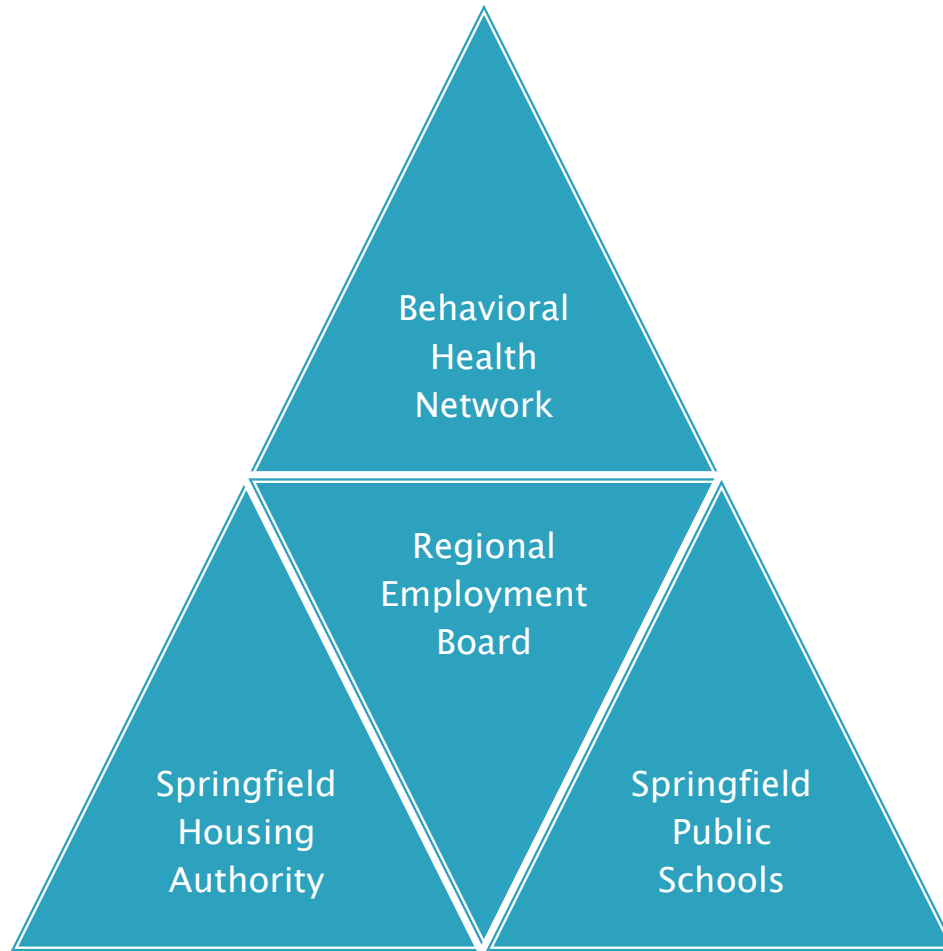 Behavioral
Health
Network
Regional
Employment
Board
Springfield
Housing
Authority
Springfield
Public
Schools